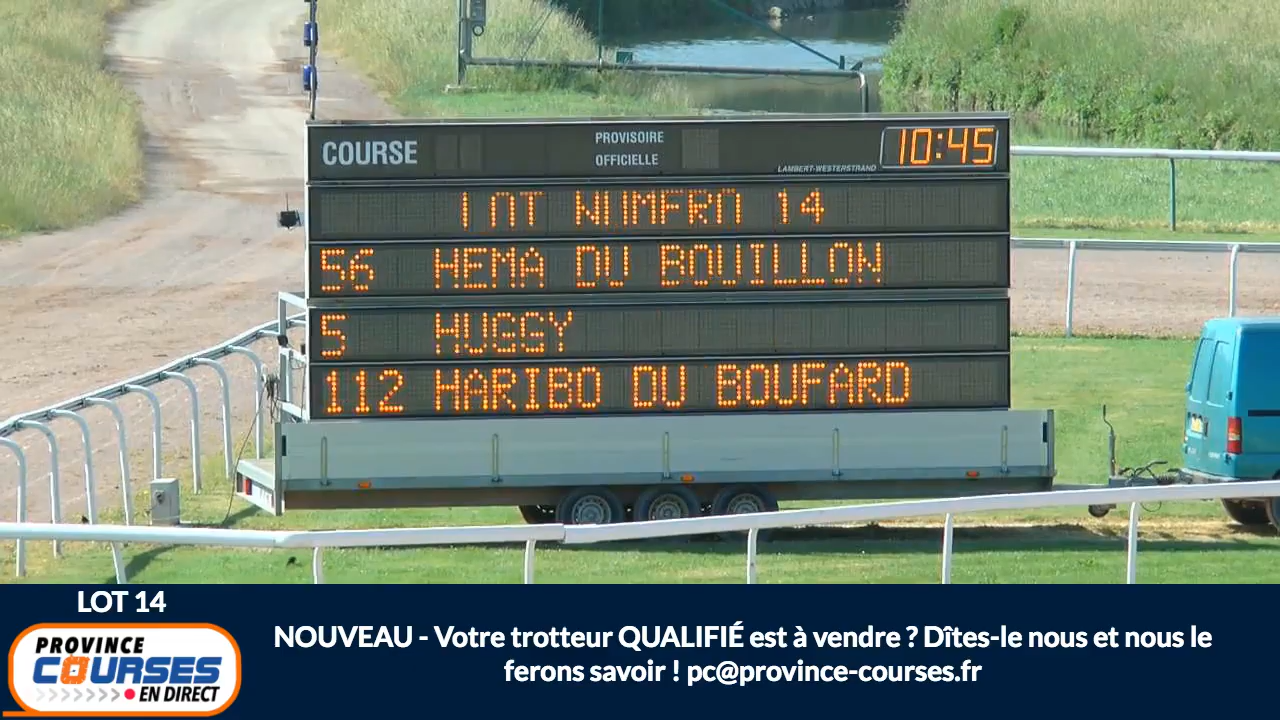 COURSE
PROVISOIRE
OFFICIELLE
10:45
LAMBERT-WESTERSTRAND
LOT NUMERO 14
56 HEMA DU BOUILLON
5 HUGGY
112 HARIBO DU BOUFARD
LOT 14
PROVINCE
COURSES
EN DIRECT
NOUVEAU - Votre trotteur QUALIFIÉ est à vendre ? Dîtes-le nous et nous le
ferons savoir ! pc@province-courses.fr